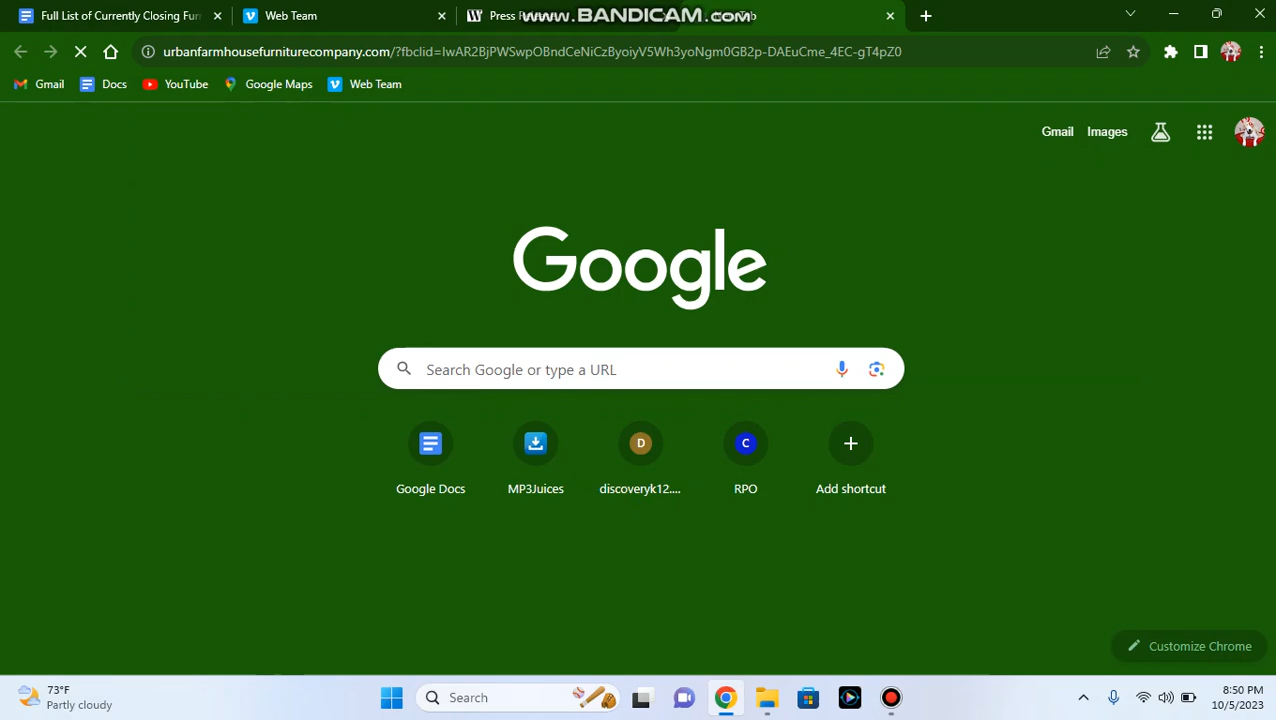 Full List of Currently Closing Furn
Web Team
Press
www.BANDICAM.com
urbanfarmhousefurniturecompany.com/?fbclid=IwAR2BjPWSwpOBndCeNiCzByoiyV5Wh3yoNgm0GB2p-DAEuCme_4EC-gT4pZ0
Gmail
Docs
YouTube
Google Maps
Web Team
Gmail
Images
Google
Search Google or type a URL
D
C
Google Docs
MP3Juices
discoveryk12....
RPO
Add shortcut
Customize Chrome
73°F
Partly cloudy
Search
8:50 PM
10/5/2023